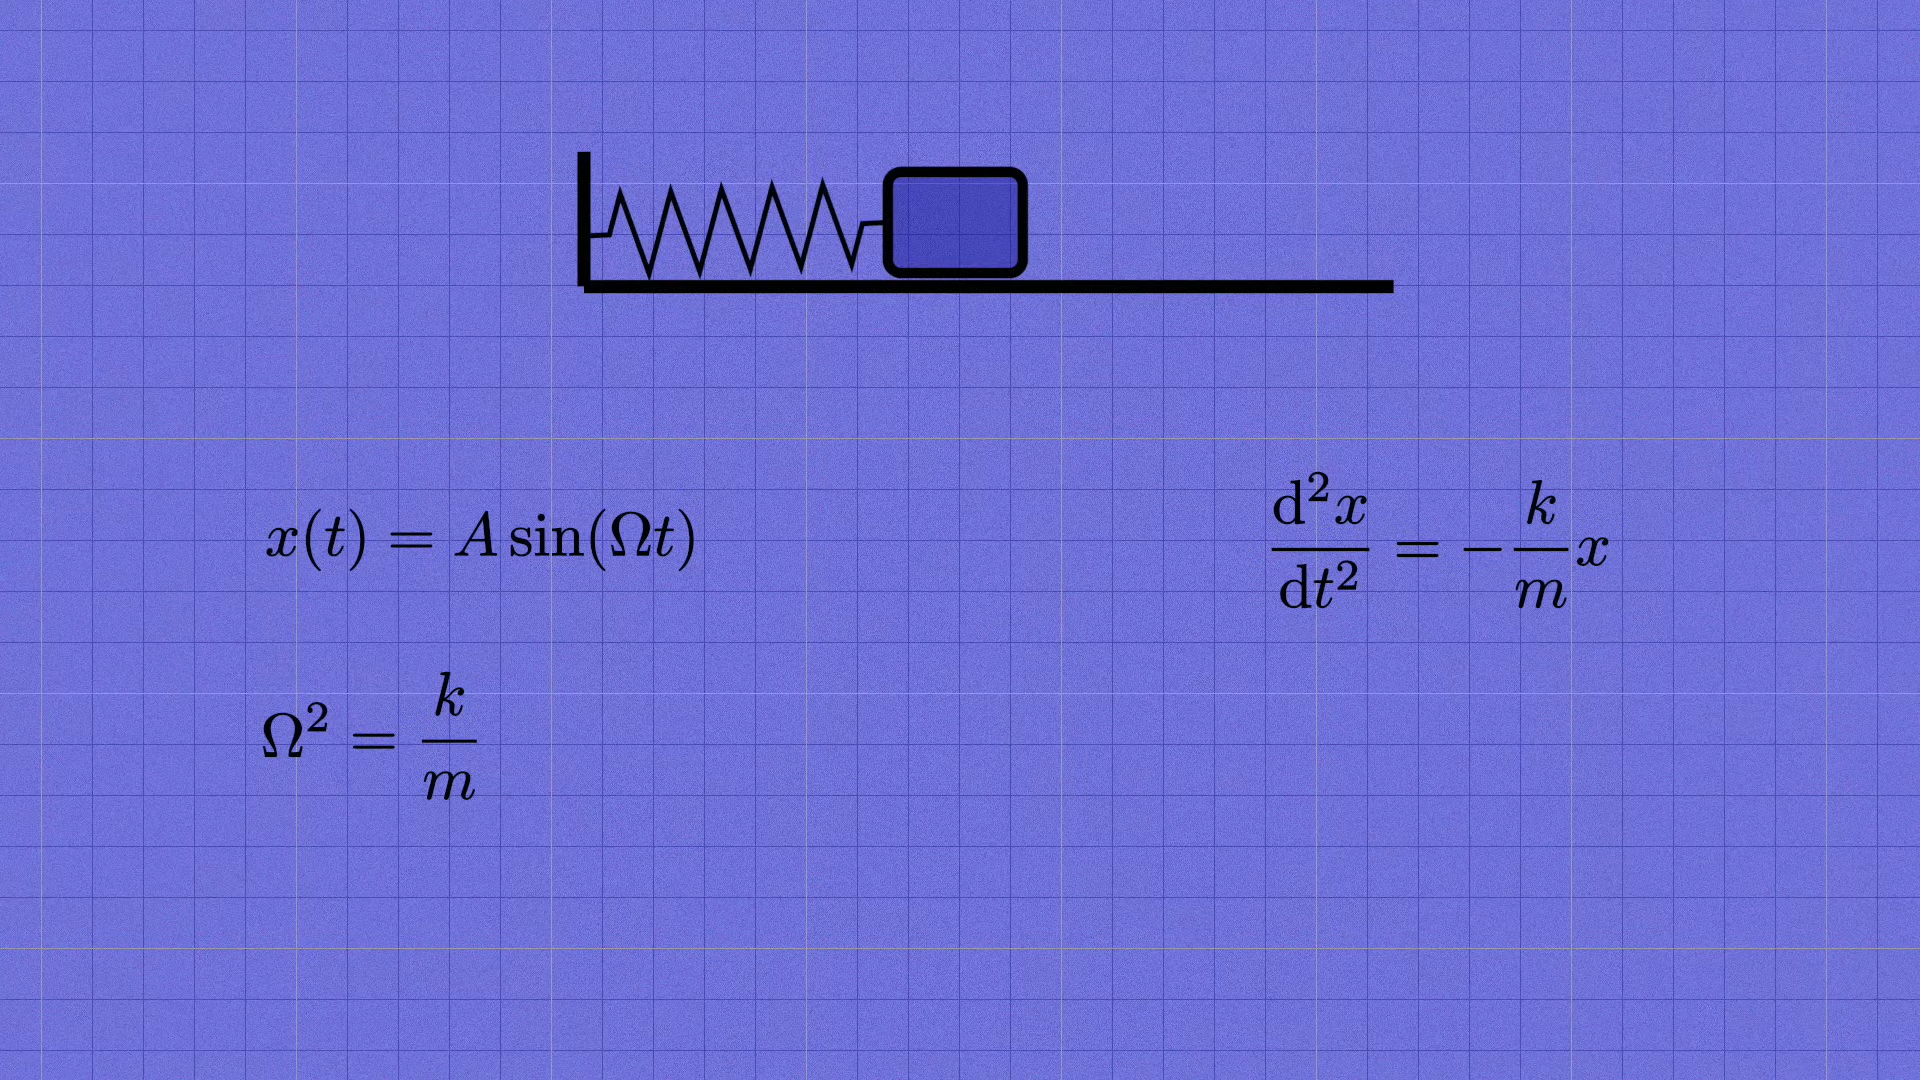 x(t) = A sin(Ωt)
d²x/dt² = −k/m x
Ω² = k/m